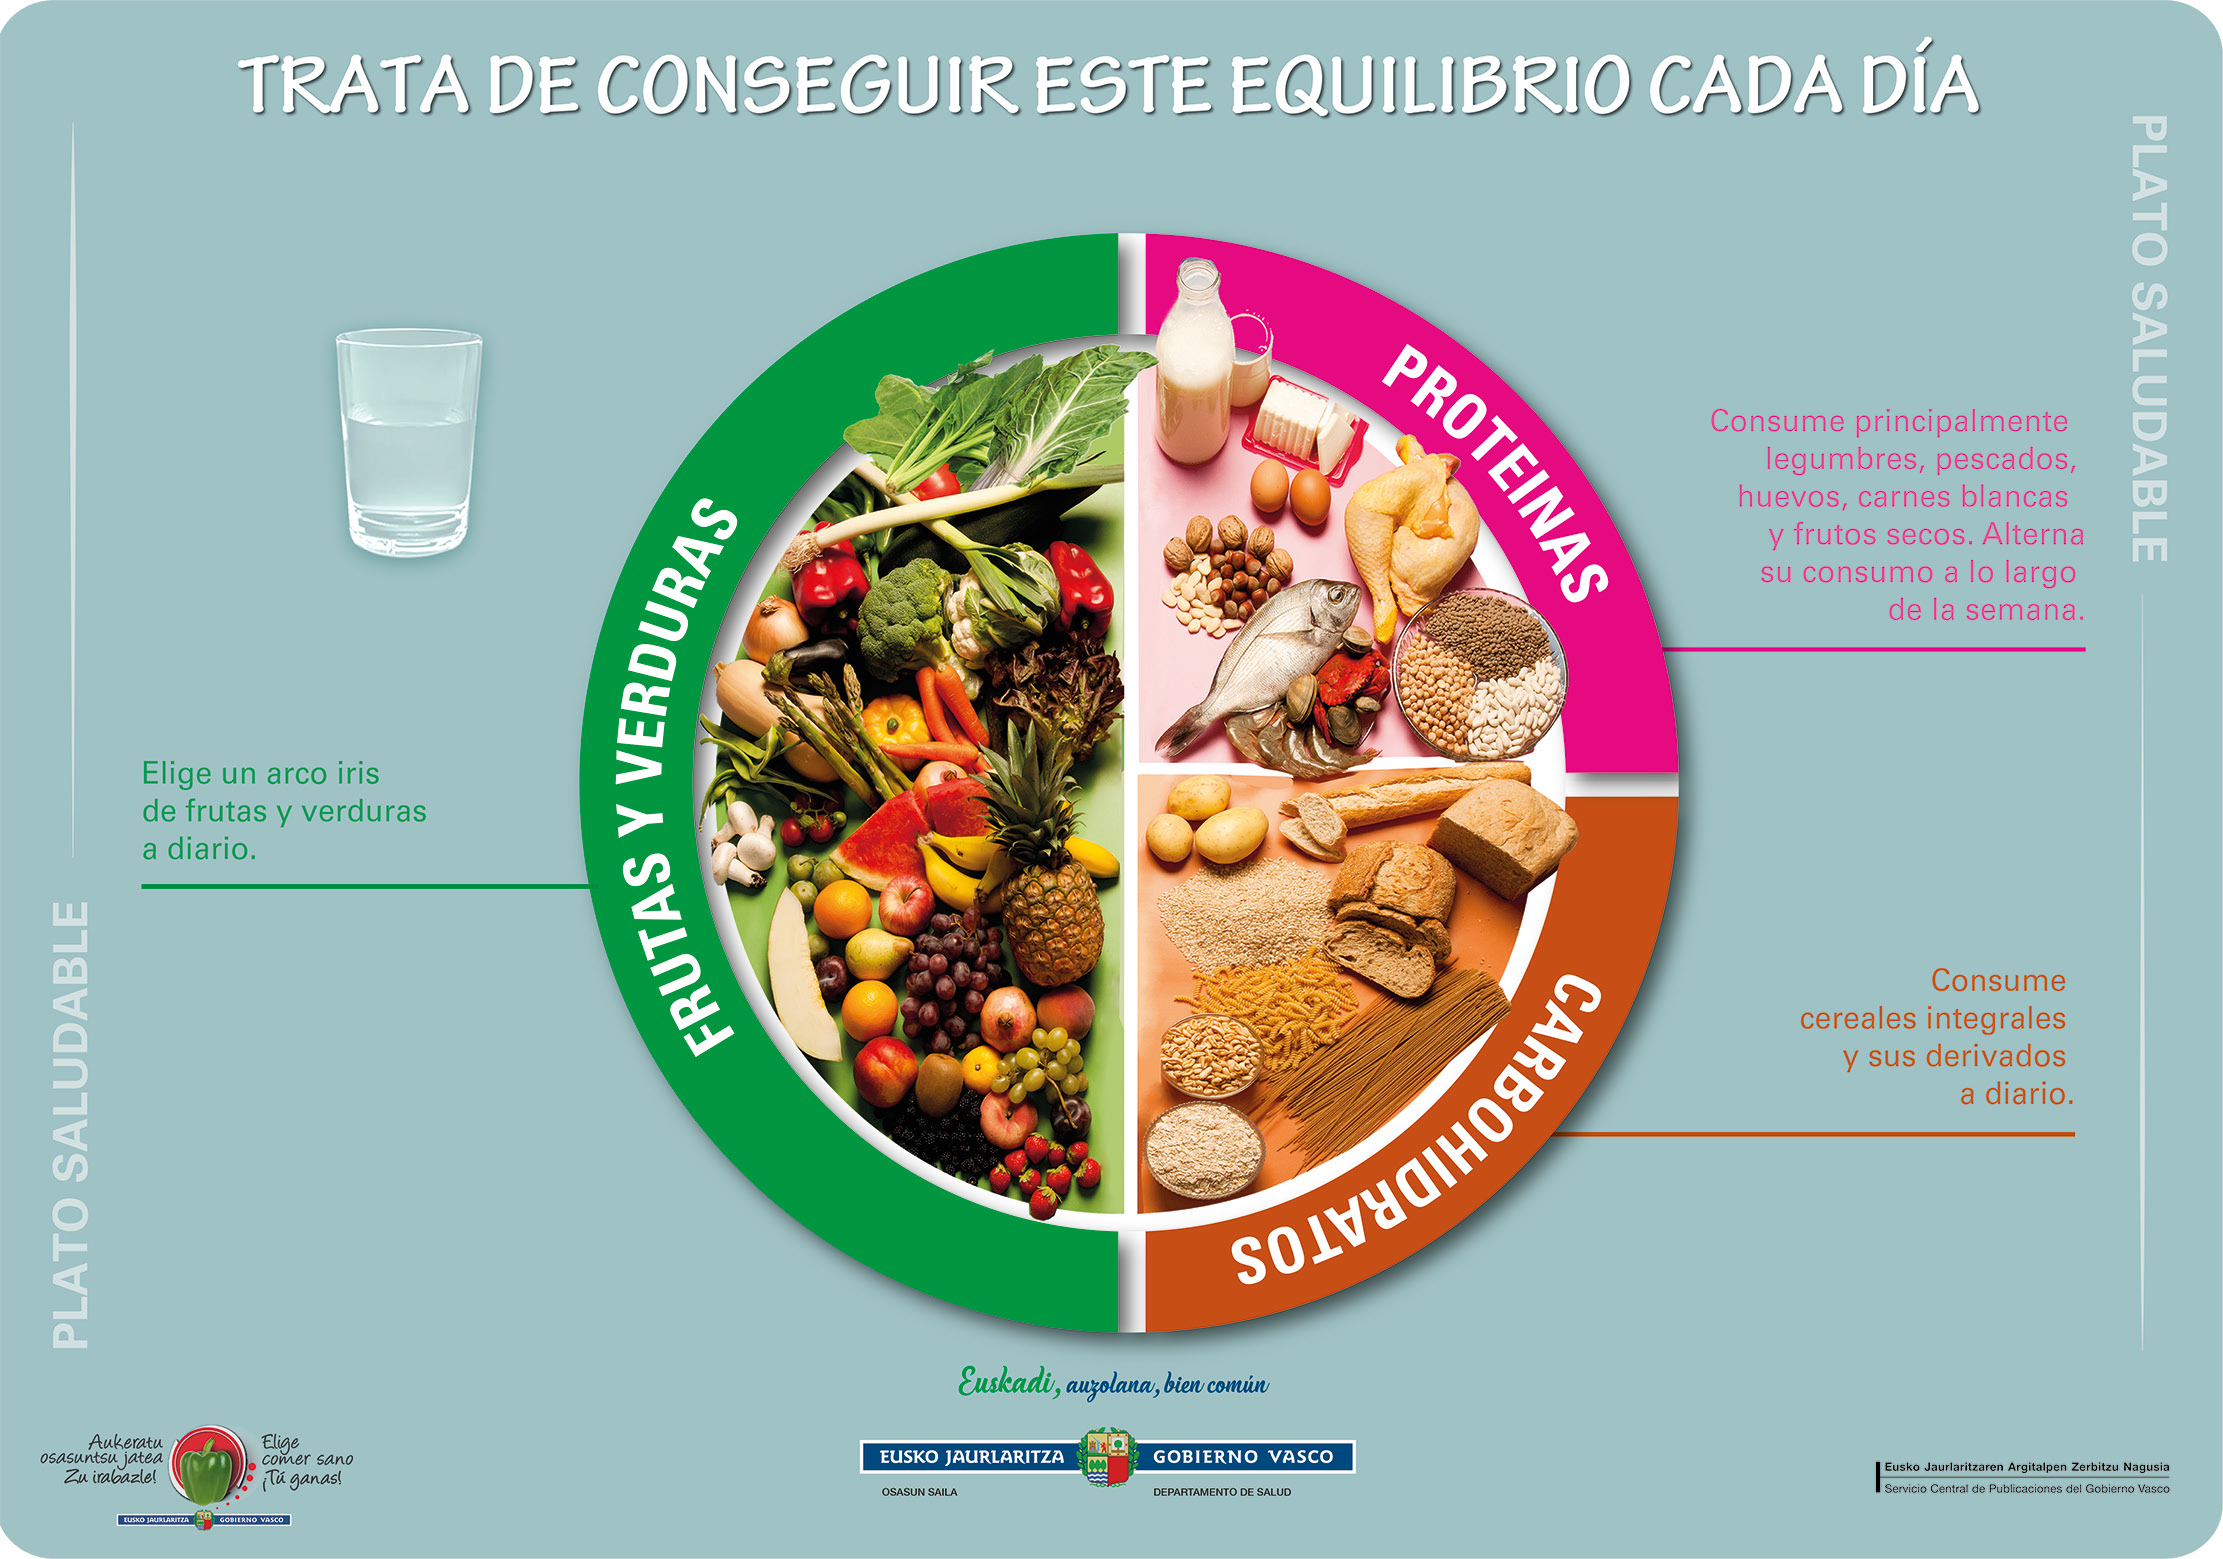 TRATA DE CONSEGUIR ESTE EQUILIBRIO CADA DÍA
PLATO SALUDABLE
PROTEINAS
Consume principalmente
legumbres, pescados,
huevos, carnes blancas
y frutos secos. Alterna
su consumo a lo largo
de la semana.
FRUTAS Y VERDURAS
Elige un arco iris
de frutas y verduras
a diario.
CARBOHIDRATOS
Consume
cereales integrales
y sus derivados
a diario.
PLATO SALUDABLE
Euskadi, auzolana, bien común
Aukeratu
osasuntsu jatea
Zu irabazle!
Elige
comer sano
¡Tú ganas!
EUSKO JAURLARITZA GOBIERNO VASCO
EUSKO JAURLARITZA GOBIERNO VASCO
OSASUN SAILA DEPARTAMENTO DE SALUD
Eusko Jaurlaritzaren Argitalpen Zerbitzu Nagusia
Servicio Central de Publicaciones del Gobierno Vasco